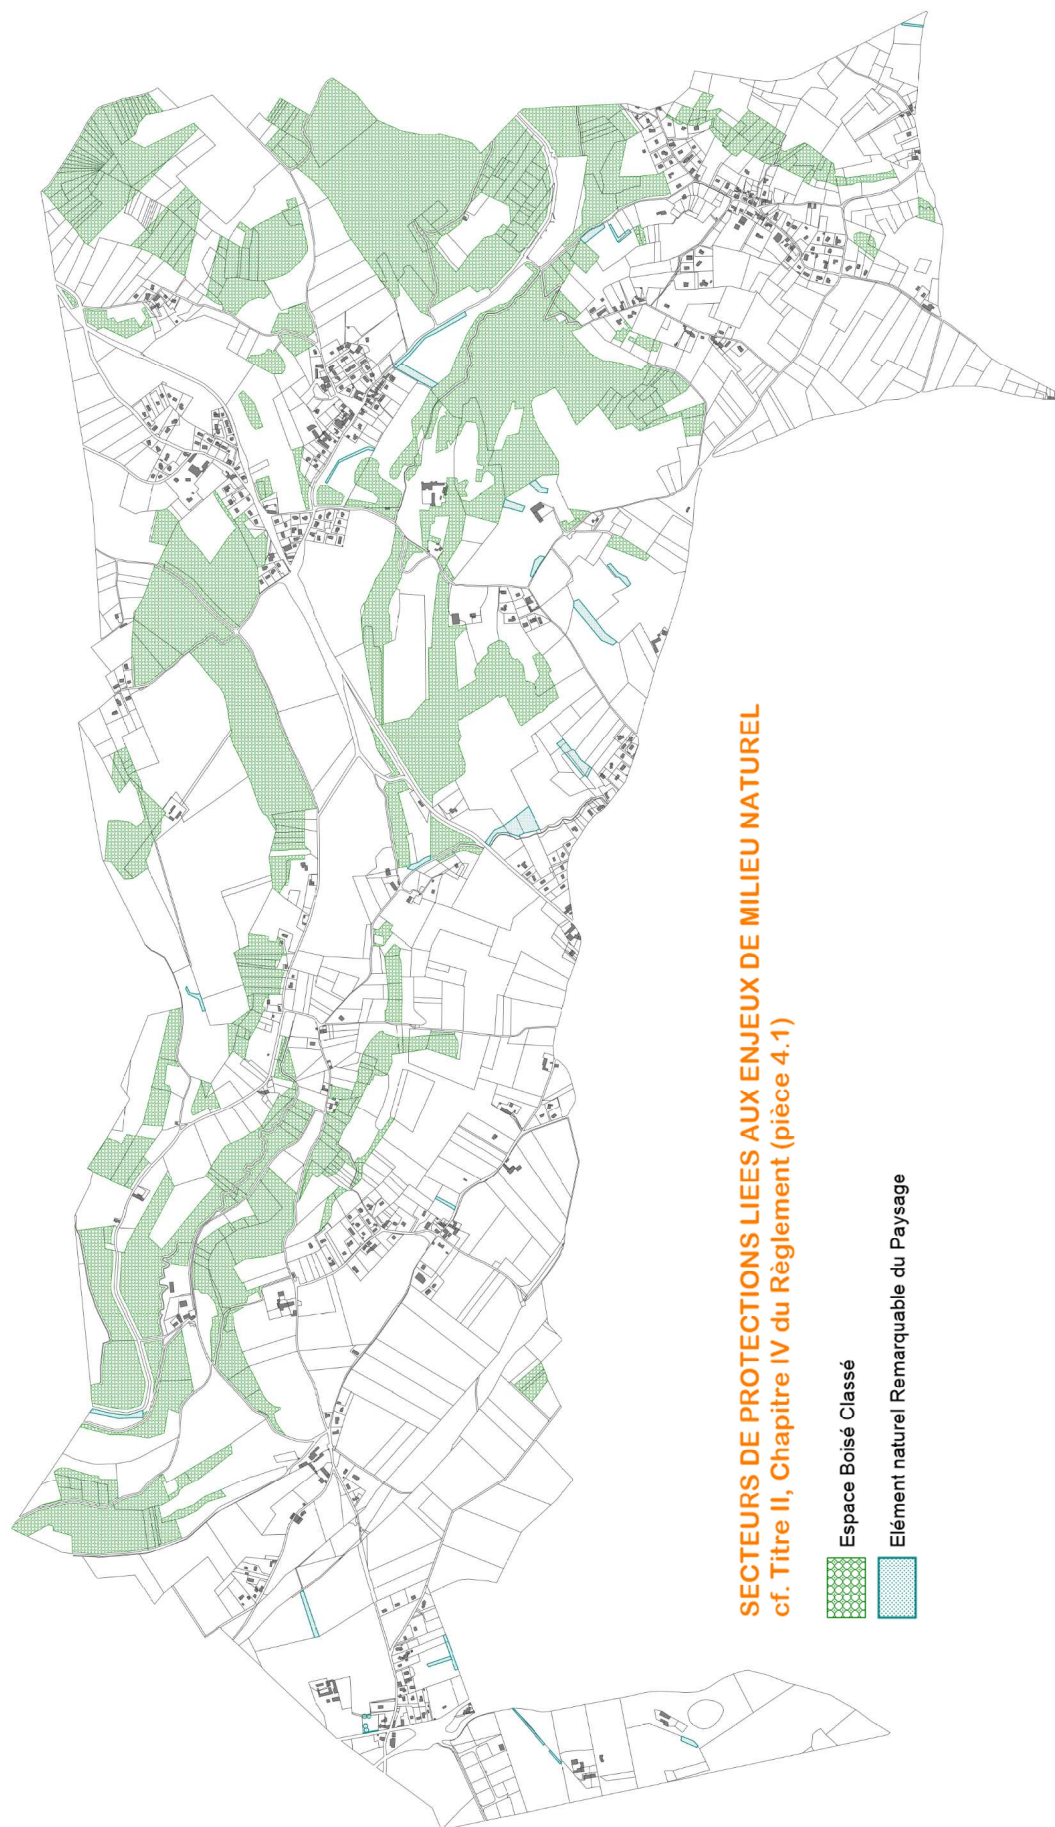 SECTEURS DE PROTECTIONS LIEES AUX ENJEUX DE MILIEU NATUREL
cf. Titre II, Chapitre IV du Règlement (pièce 4.1)
Espace Boisé Classé
Elément naturel Remarquable du Paysage